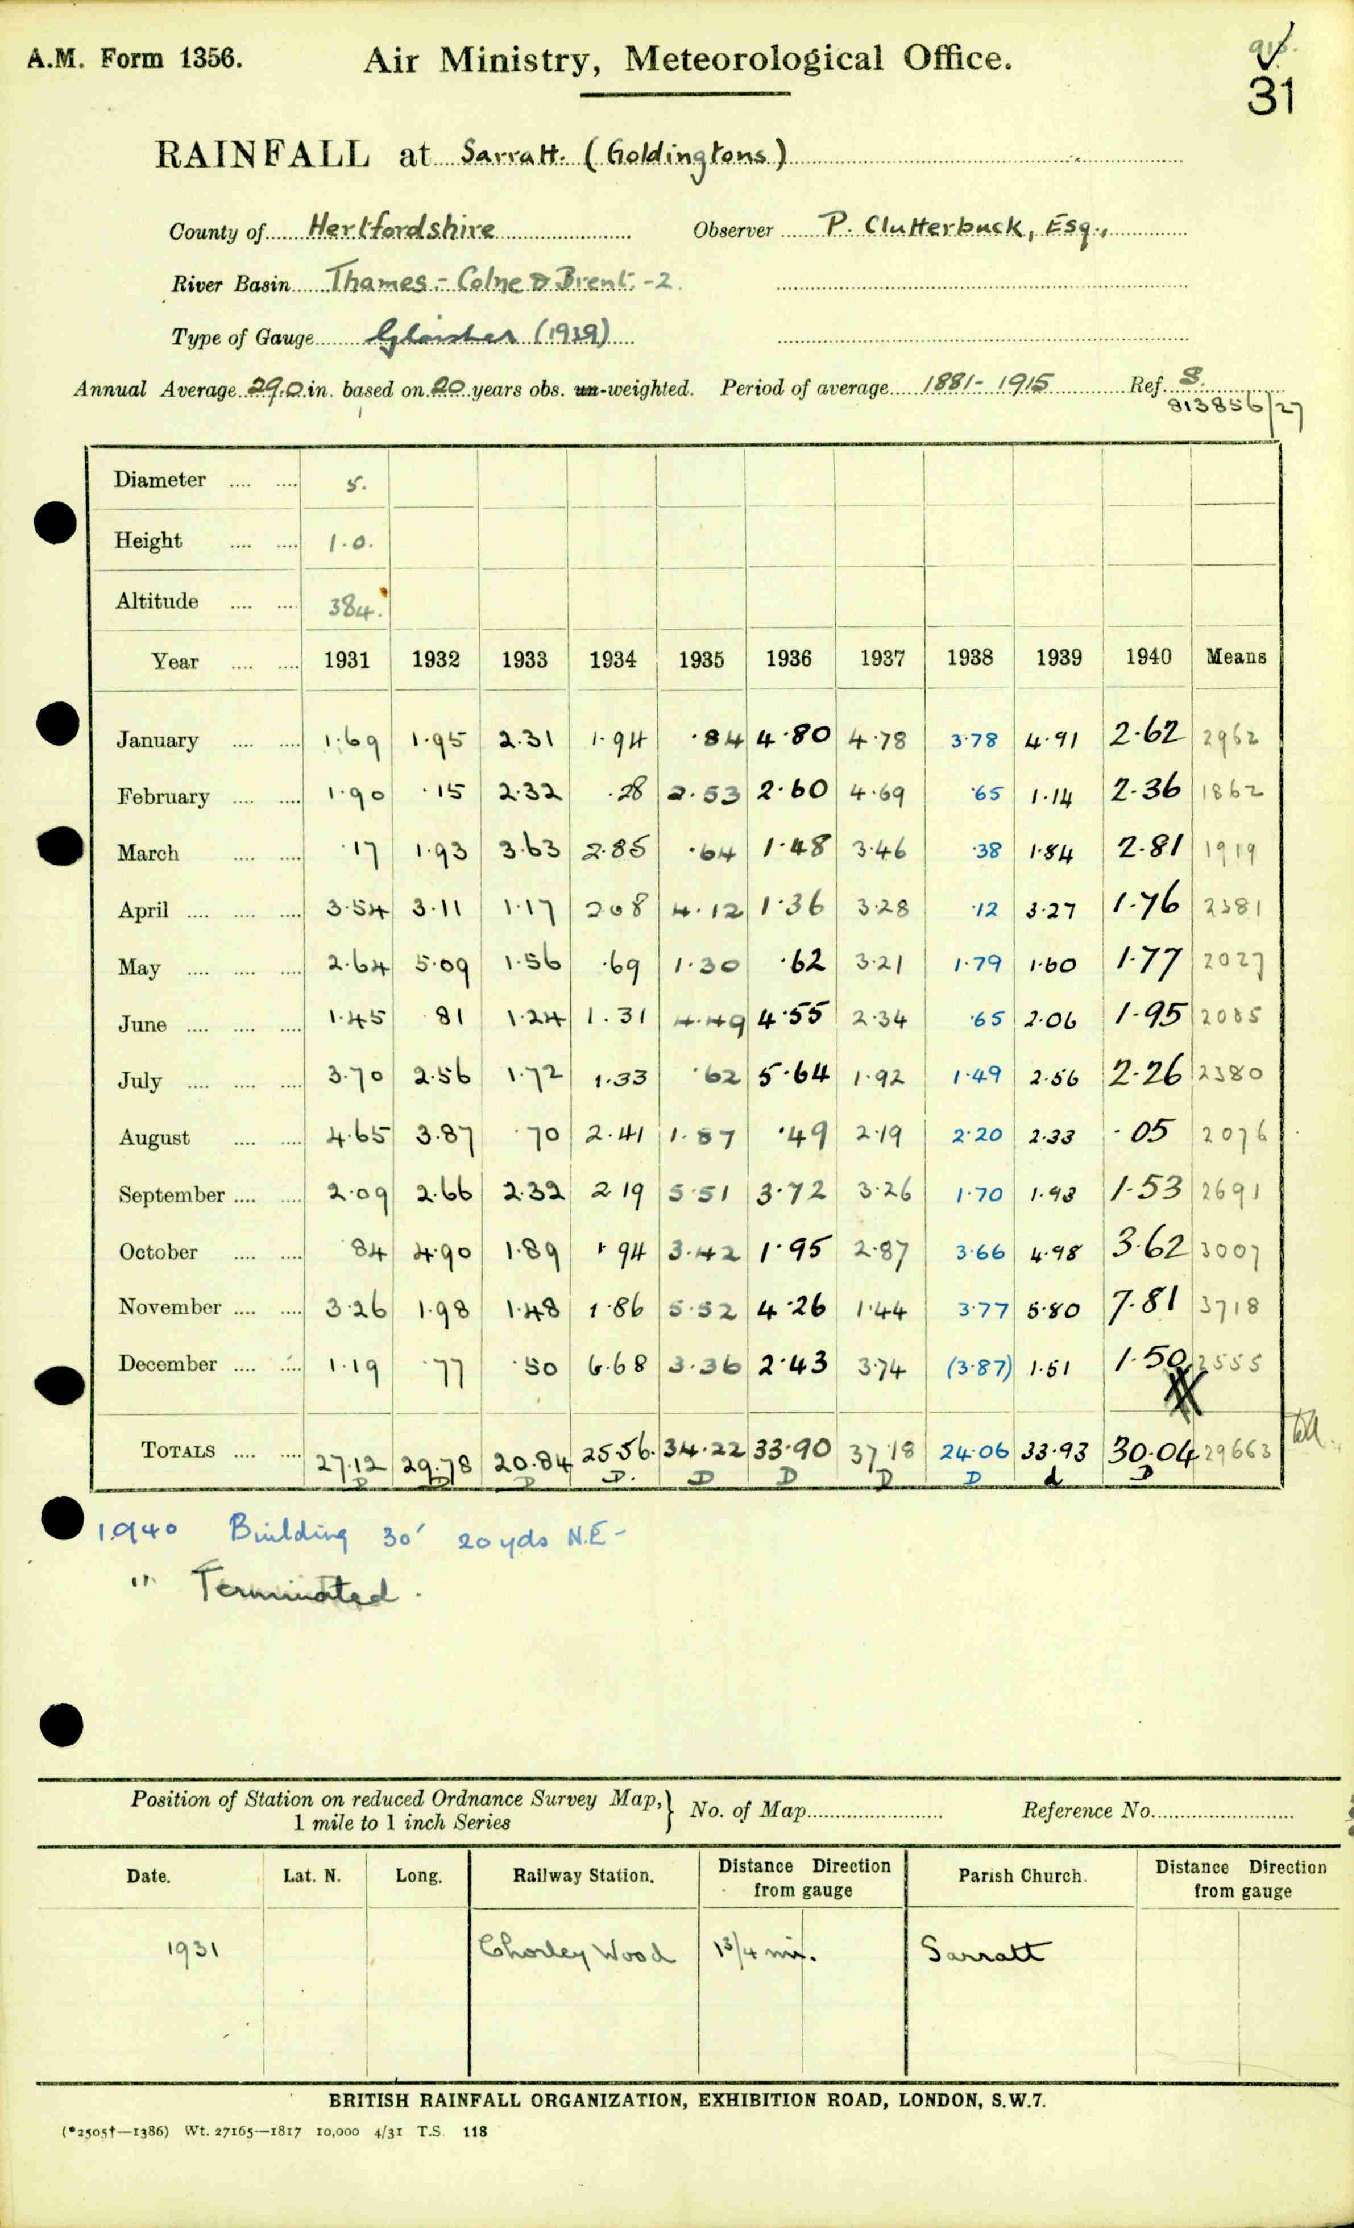 A.M. Form 1356.
Air Ministry, Meteorological Office.
31
RAINFALL at Sarratt. (Goldingtons)
County of Hertfordshire Observer P. Clutterbuck, Esq.,
River Basin Thames - Colne & Brent. - 2.
Type of Gauge Glaisher (1939)
Annual Average 29.0 in. based on 20 years obs. un-weighted. Period of average 1881-1915 Ref. S.
813856/27
Diameter .... .... 5.
Height .... .... 1.0.
Altitude .... .... 384.
Year .... .... 1931 1932 1933 1934 1935 1936 1937 1938 1939 1940 Means
January .... .... 1.69 1.95 2.31 1.94 .84 4.80 4.78 3.78 4.91 2.62 2962
February .... .... 1.90 .15 2.32 .28 2.53 2.60 4.69 .65 1.14 2.36 1862
March .... .... .17 1.93 3.63 2.85 .64 1.48 3.46 .38 1.84 2.81 1919
April .... .... .... 3.54 3.11 1.17 2 08 4.12 1.36 3.28 .12 3.27 1.76 2381
May .... .... .... 2.64 5.09 1.56 .69 1.30 .62 3.21 1.79 1.60 1.77 2027
June .... .... .... 1.45 81 1.24 1.31 4.49 4.55 2.34 .65 2.06 1.95 2085
July .... .... .... 3.70 2.56 1.72 1.33 .62 5.64 1.92 1.49 2.56 2.26 2380
August .... .... 4.65 3.87 .70 2.41 1.87 .49 2.19 2.20 2.33 .05 2076
September .... .... 2.09 2.66 2.32 2 19 5.51 3.72 3.26 1.70 1.93 1.53 2691
October .... .... 84 4.90 1.89 1 94 3.42 1.95 2.87 3.66 4.98 3.62 3007
November .... .... 3.26 1.98 1.48 1.86 5.52 4.26 1.44 3.77 5.80 7.81 3718
December .... .... 1.19 .77 .50 6.68 3.36 2.43 3.74 (3.87) 1.51 1.50 2555
TOTALS .... .... 27.12 29.78 20.84 25.56. 34.22 33.90 37.18 24.06 33.93 30.04 29663
D D D D. D D D D d D
1940 Building 30' 20 yds N.E -
" Terminated.
Position of Station on reduced Ordnance Survey Map, } No. of Map Reference No.
1 mile to 1 inch Series
Date. Lat. N. Long. Railway Station. Distance Direction from gauge Parish Church. Distance Direction from gauge
1931 Chorley Wood 1 3/4 mi. Sarratt
BRITISH RAINFALL ORGANIZATION, EXHIBITION ROAD, LONDON, S.W.7.
(*2505†—1386) Wt. 27165—1817 10,000 4/31 T.S. 118